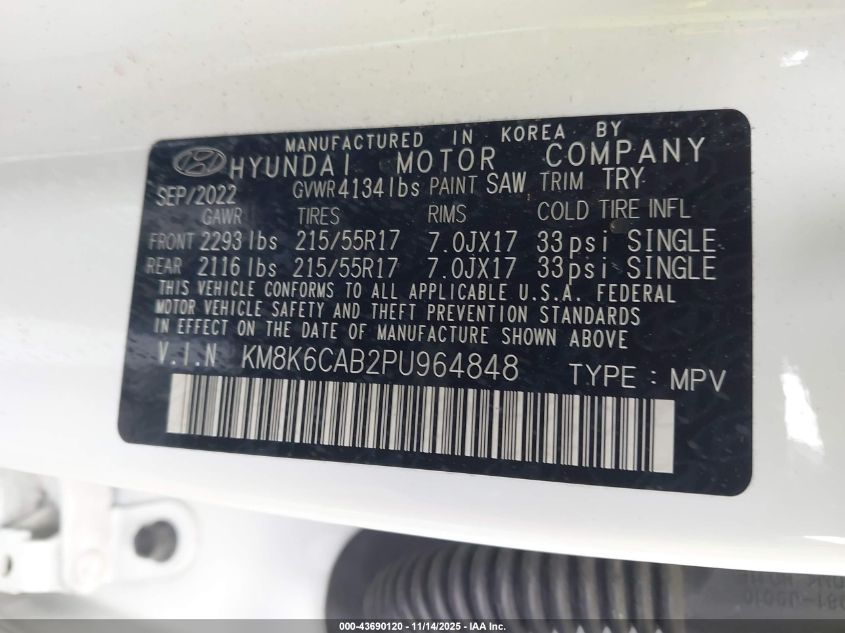 MANUFACTURED IN KOREA BY
HYUNDAI MOTOR COMPANY
SEP/2022 GVWR 4134 lbs PAINT SAW TRIM TRY
GAWR TIRES RIMS COLD TIRE INFL
FRONT 2293 lbs 215/55R17 7.0JX17 33psi SINGLE
REAR 2116 lbs 215/55R17 7.0JX17 33psi SINGLE
THIS VEHICLE CONFORMS TO ALL APPLICABLE U.S.A. FEDERAL
MOTOR VEHICLE SAFETY AND THEFT PREVENTION STANDARDS
IN EFFECT ON THE DATE OF MANUFACTURE SHOWN ABOVE
V.I.N KM8K6CAB2PU964848 TYPE : MPV
000-43690120 - 11/14/2025 - IAA Inc.